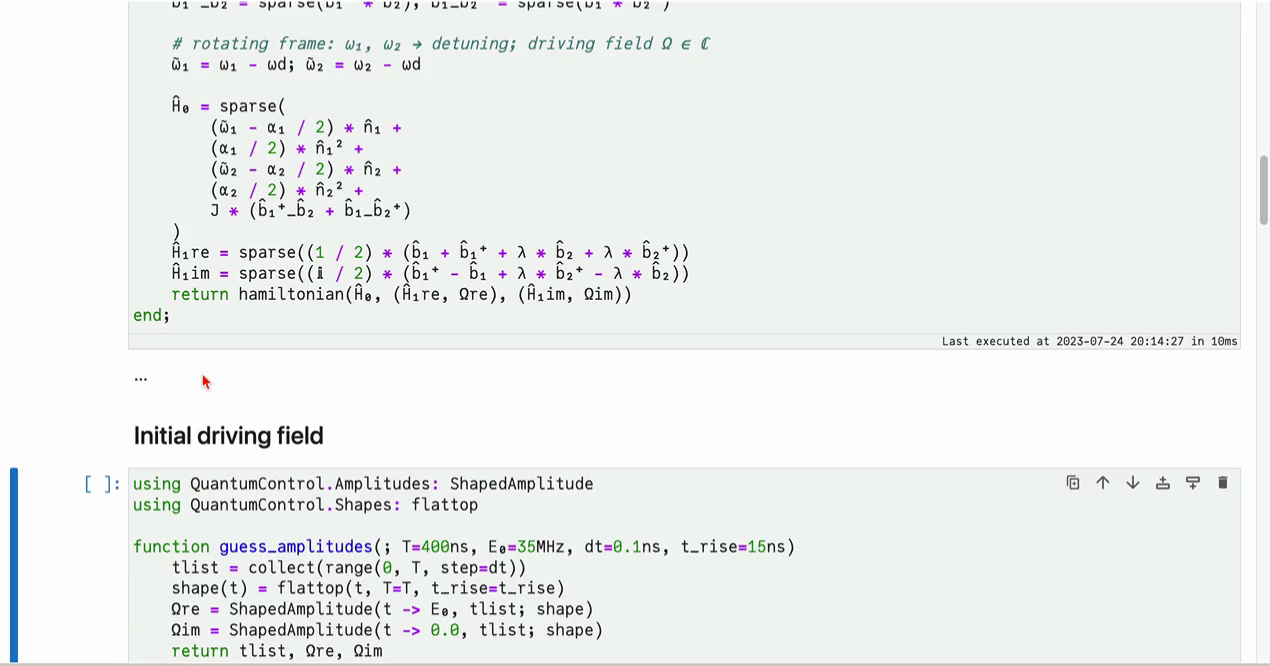 # rotating frame: ω₁, ω₂ → detuning; driving field Ω ∈ ℂ
ω̃₁ = ω₁ - ωd; ω̃₂ = ω₂ - ωd
Ĥ₀ = sparse(
(ω̃₁ - α₁ / 2) * n̂₁ +
(α₁ / 2) * n̂₁² +
(ω̃₂ - α₂ / 2) * n̂₂ +
(α₂ / 2) * n̂₂² +
J * (b̂₁⁺_b̂₂ + b̂₁_b̂₂⁺)
)
Ĥ₁re = sparse((1 / 2) * (b̂₁ + b̂₁⁺ + λ * b̂₂ + λ * b̂₂⁺))
Ĥ₁im = sparse((𝕚 / 2) * (b̂₁⁺ - b̂₁ + λ * b̂₂⁺ - λ * b̂₂))
return hamiltonian(Ĥ₀, (Ĥ₁re, Ωre), (Ĥ₁im, Ωim))
end;
Last executed at 2023-07-24 20:14:27 in 10ms
...
Initial driving field
[ ]: using QuantumControl.Amplitudes: ShapedAmplitude
using QuantumControl.Shapes: flattop
function guess_amplitudes(; T=400ns, E₀=35MHz, dt=0.1ns, t_rise=15ns)
tlist = collect(range(0, T, step=dt))
shape(t) = flattop(t, T=T, t_rise=t_rise)
Ωre = ShapedAmplitude(t -> E₀, tlist; shape)
Ωim = ShapedAmplitude(t -> 0.0, tlist; shape)
return tlist, Ωre, Ωim